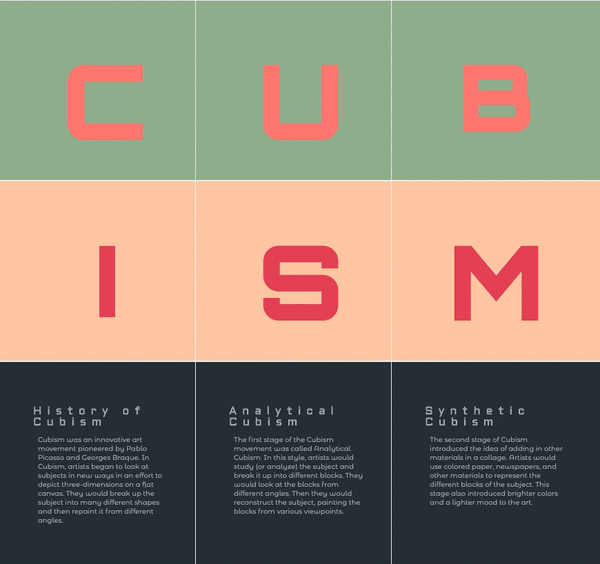 C U B
I S M
History of
Cubism
Cubism was an innovative art
movement pioneered by Pablo
Picasso and Georges Braque. In
Cubism, artists began to look at
subjects in new ways in an effort to
depict three-dimensions on a flat
canvas. They would break up the
subject into many different shapes
and then repaint it from different
angles.
Analytical
Cubism
The first stage of the Cubism
movement was called Analytical
Cubism. In this style, artists would
study (or analyze) the subject and
break it up into different blocks. They
would look at the blocks from
different angles. Then they would
reconstruct the subject, painting the
blocks from various viewpoints.
Synthetic
Cubism
The second stage of Cubism
introduced the idea of adding in other
materials in a collage. Artists would
use colored paper, newspapers, and
other materials to represent the
different blocks of the subject. This
stage also introduced brighter colors
and a lighter mood to the art.